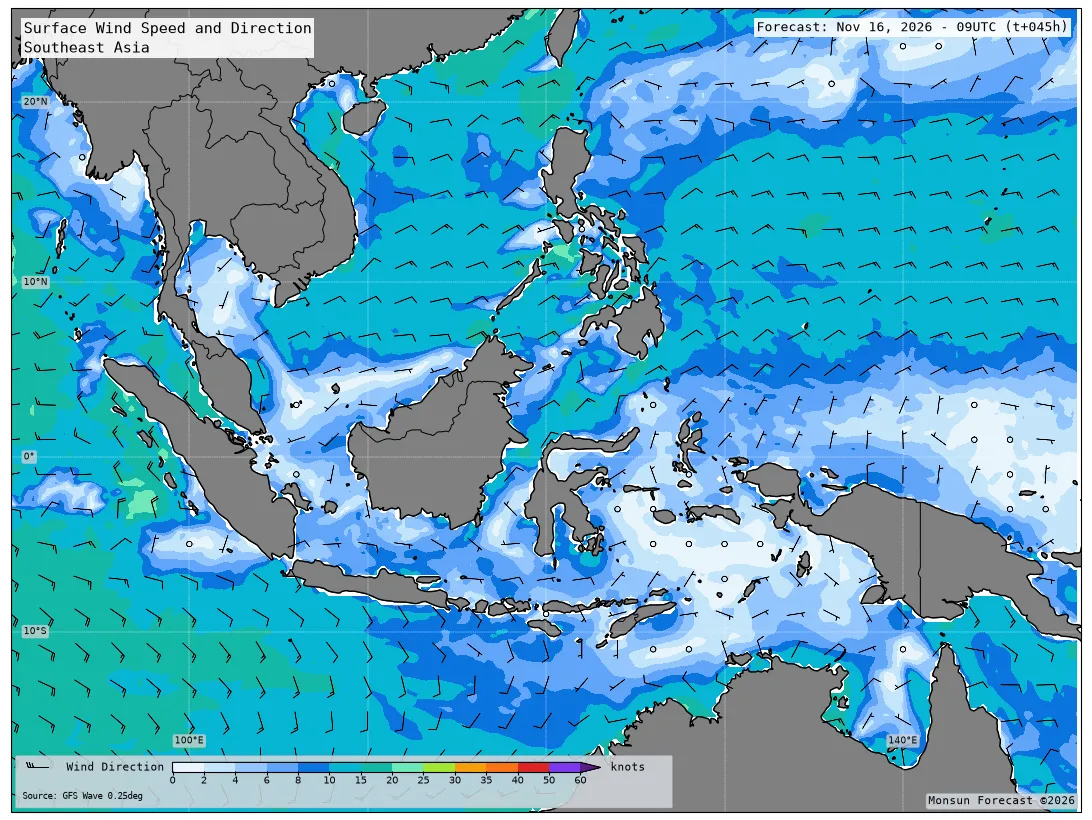 Surface Wind Speed and Direction
Southeast Asia
Forecast: Nov 16, 2026 - 09UTC (t+045h)
20°N
10°N
0°
10°S
100°E
140°E
Wind Direction
0 2 4 6 8 10 15 20 25 30 35 40 50 60
knots
Source: GFS Wave 0.25deg
Monsun Forecast ©2026